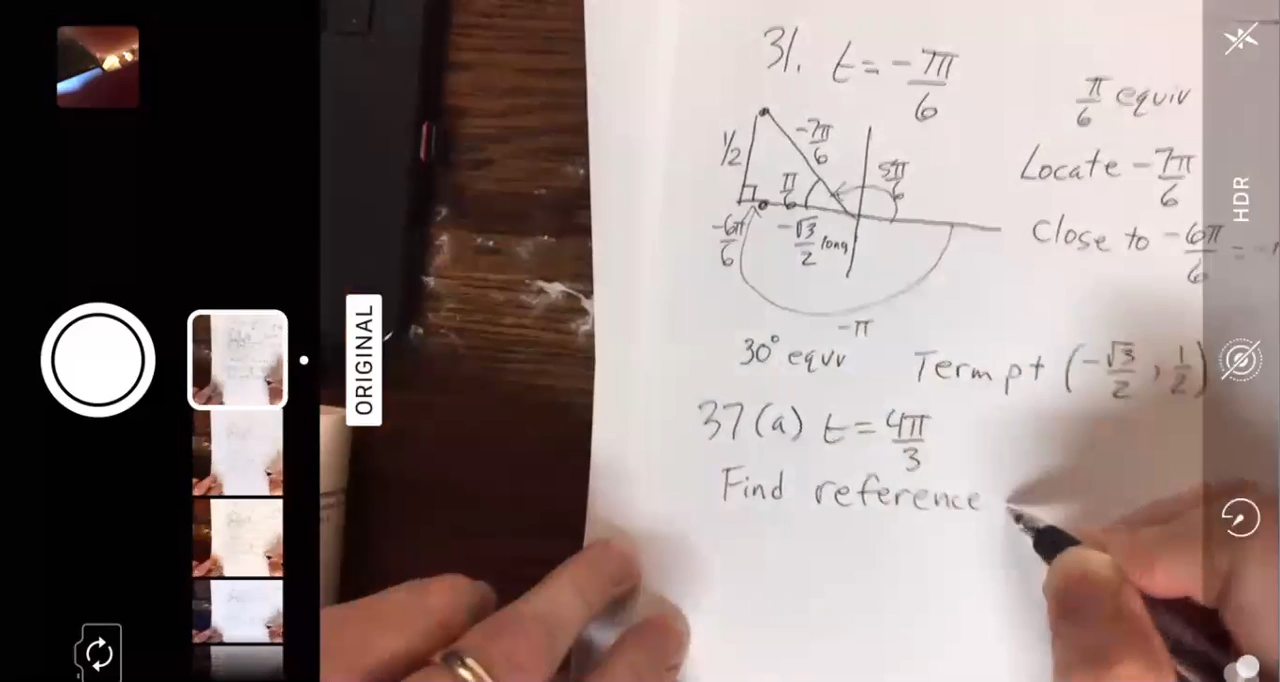 31. t = -7π/6
π/6 equiv
Locate -7π/6
Close to -6π/6 = -
1/2
-7π/6
π/6
5π/6
-6π/6
-√3/2 long
-π
30° equv
Term pt (-√3/2, 1/2)
37(a) t = 4π/3
Find reference
ORIGINAL
HDR